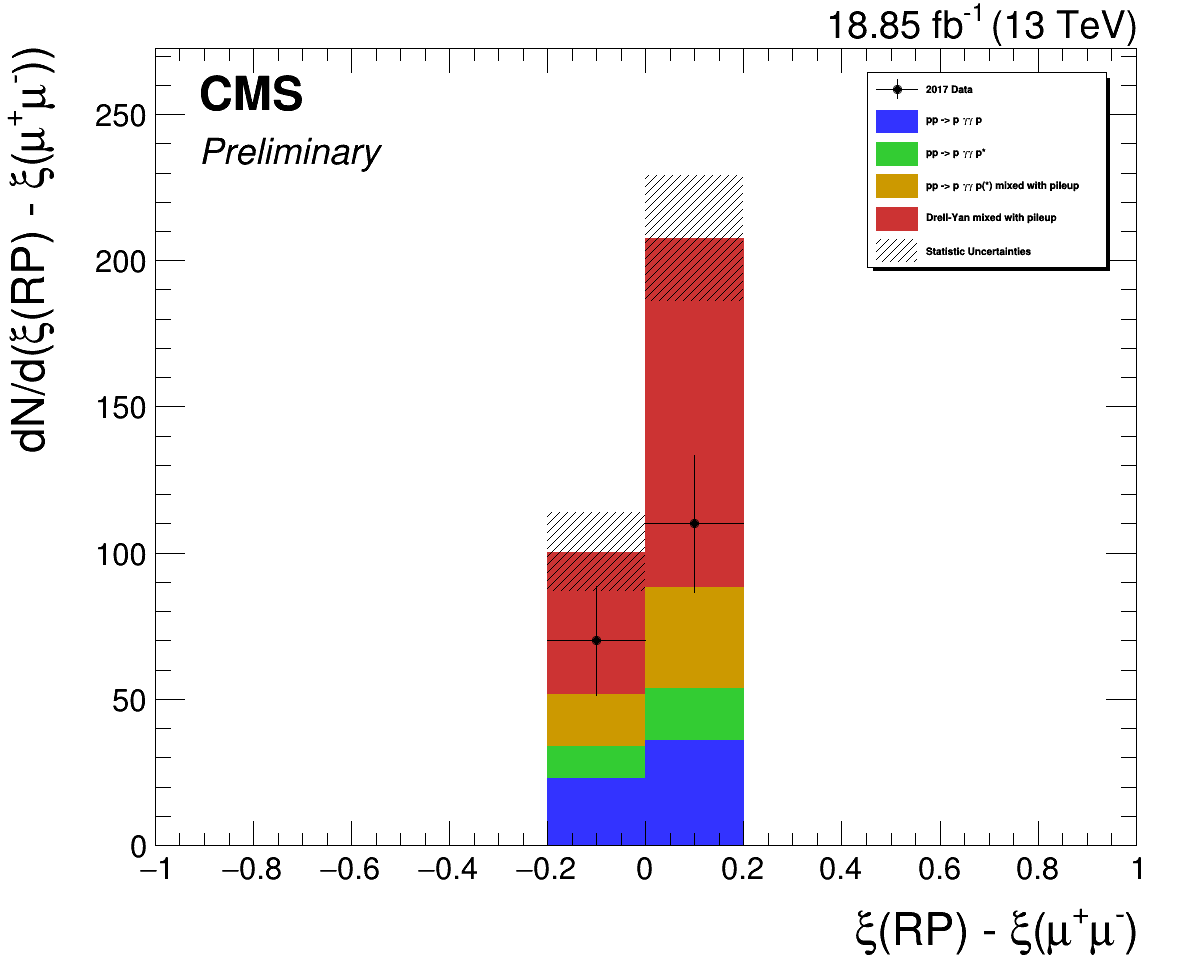 18.85 fb⁻¹ (13 TeV)
CMS
Preliminary
2017 Data
pp -> p γγ p
pp -> p γγ p*
pp -> p γγ p(*) mixed with pileup
Drell-Yan mixed with pileup
Statistic Uncertainties
dN/d(ξ(RP) - ξ(μ⁺μ⁻))
250
200
150
100
50
0
−1 −0.8 −0.6 −0.4 −0.2 0 0.2 0.4 0.6 0.8 1
ξ(RP) - ξ(μ⁺μ⁻)